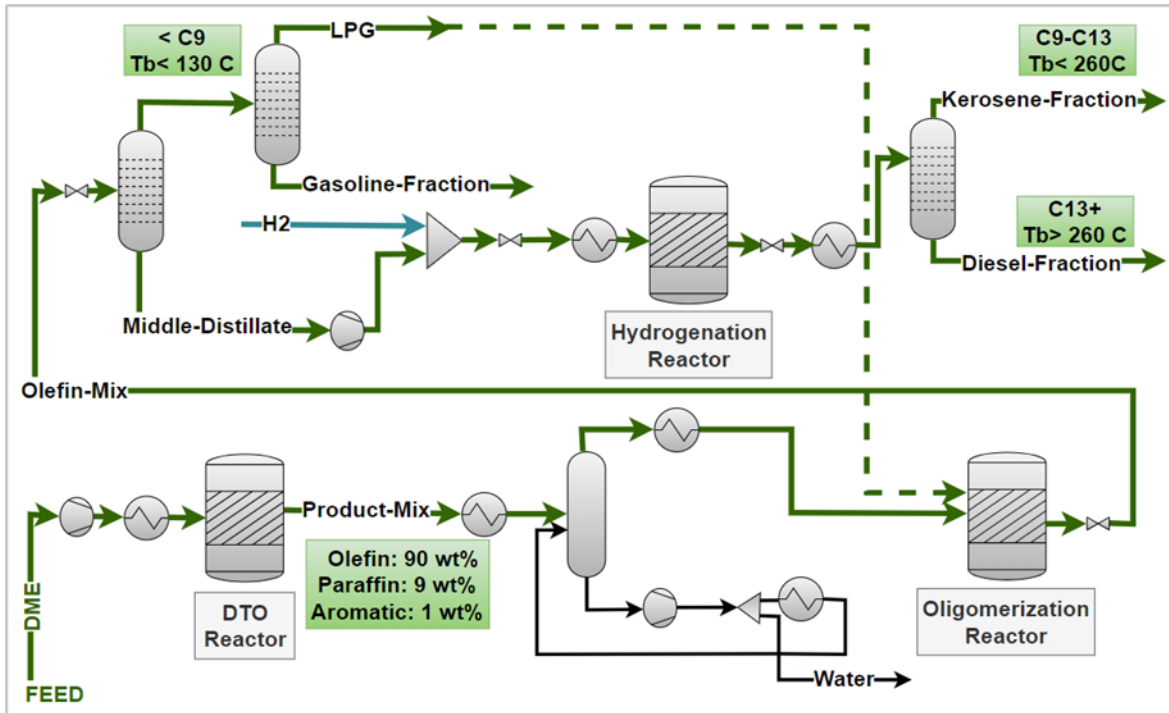 < C9
Tb< 130 C
LPG
C9-C13
Tb< 260C
Kerosene-Fraction
Gasoline-Fraction
H2
C13+
Tb> 260 C
Diesel-Fraction
Middle-Distillate
Hydrogenation
Reactor
Olefin-Mix
Product-Mix
Olefin: 90 wt%
Paraffin: 9 wt%
Aromatic: 1 wt%
DME
DTO
Reactor
Oligomerization
Reactor
Water
FEED